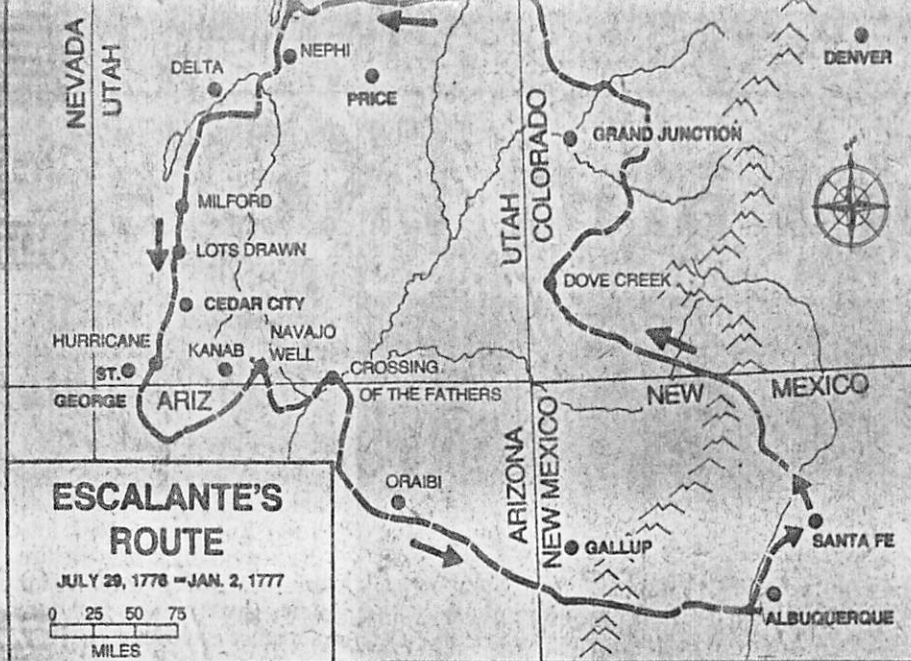 NEVADA
UTAH
DELTA
NEPHI
PRICE
DENVER
UTAH
COLORADO
GRAND JUNCTION
MILFORD
LOTS DRAWN
CEDAR CITY
DOVE CREEK
HURRICANE
KANAB
NAVAJO
WELL
ST.
GEORGE
ARIZ
CROSSING
OF THE FATHERS
NEW MEXICO
ARIZONA
NEW MEXICO
ORAIBI
GALLUP
SANTA FE
ALBUQUERQUE
ESCALANTE'S
ROUTE
JULY 29, 1776 - JAN. 2, 1777
0 25 50 75
MILES